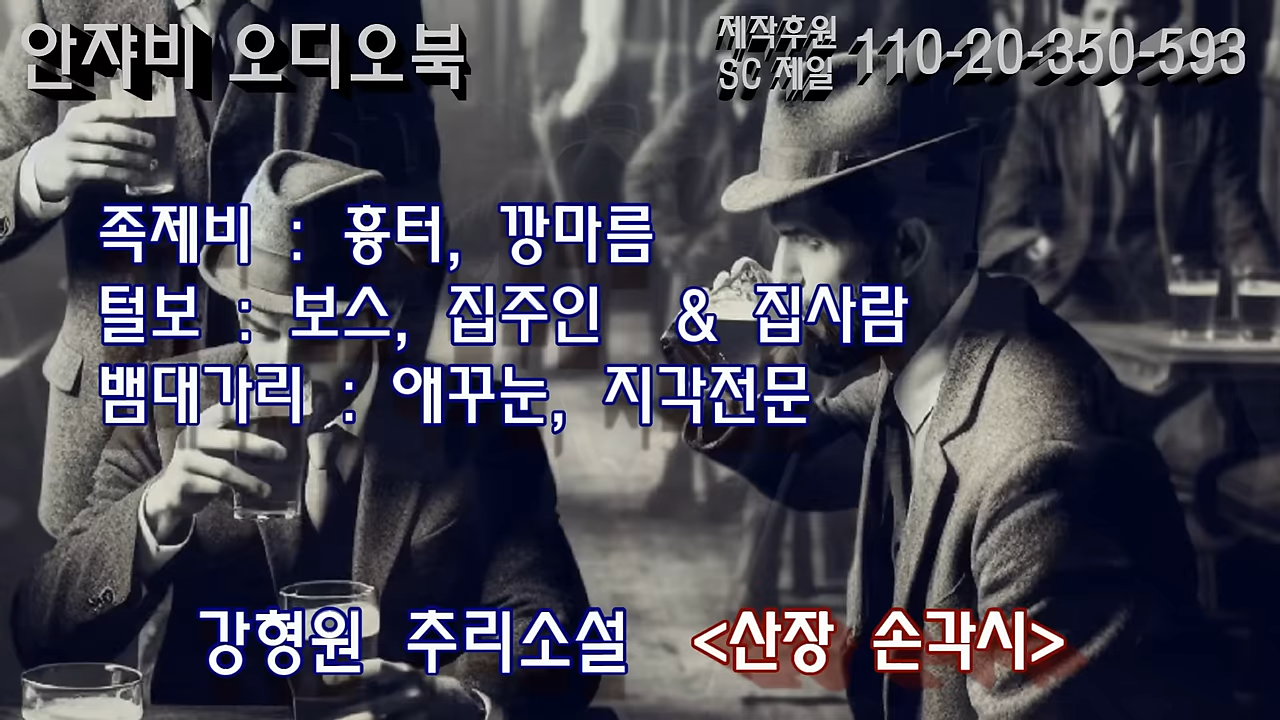 안쟈비 오디오북
제작후원
SC 제일
110-20-350-593
족제비 : 흉터, 깡마름
털보 : 보스, 집주인 & 집사람
뱀대가리 : 애꾸눈, 지각전문
강형원 추리소설 <산장 손각시>